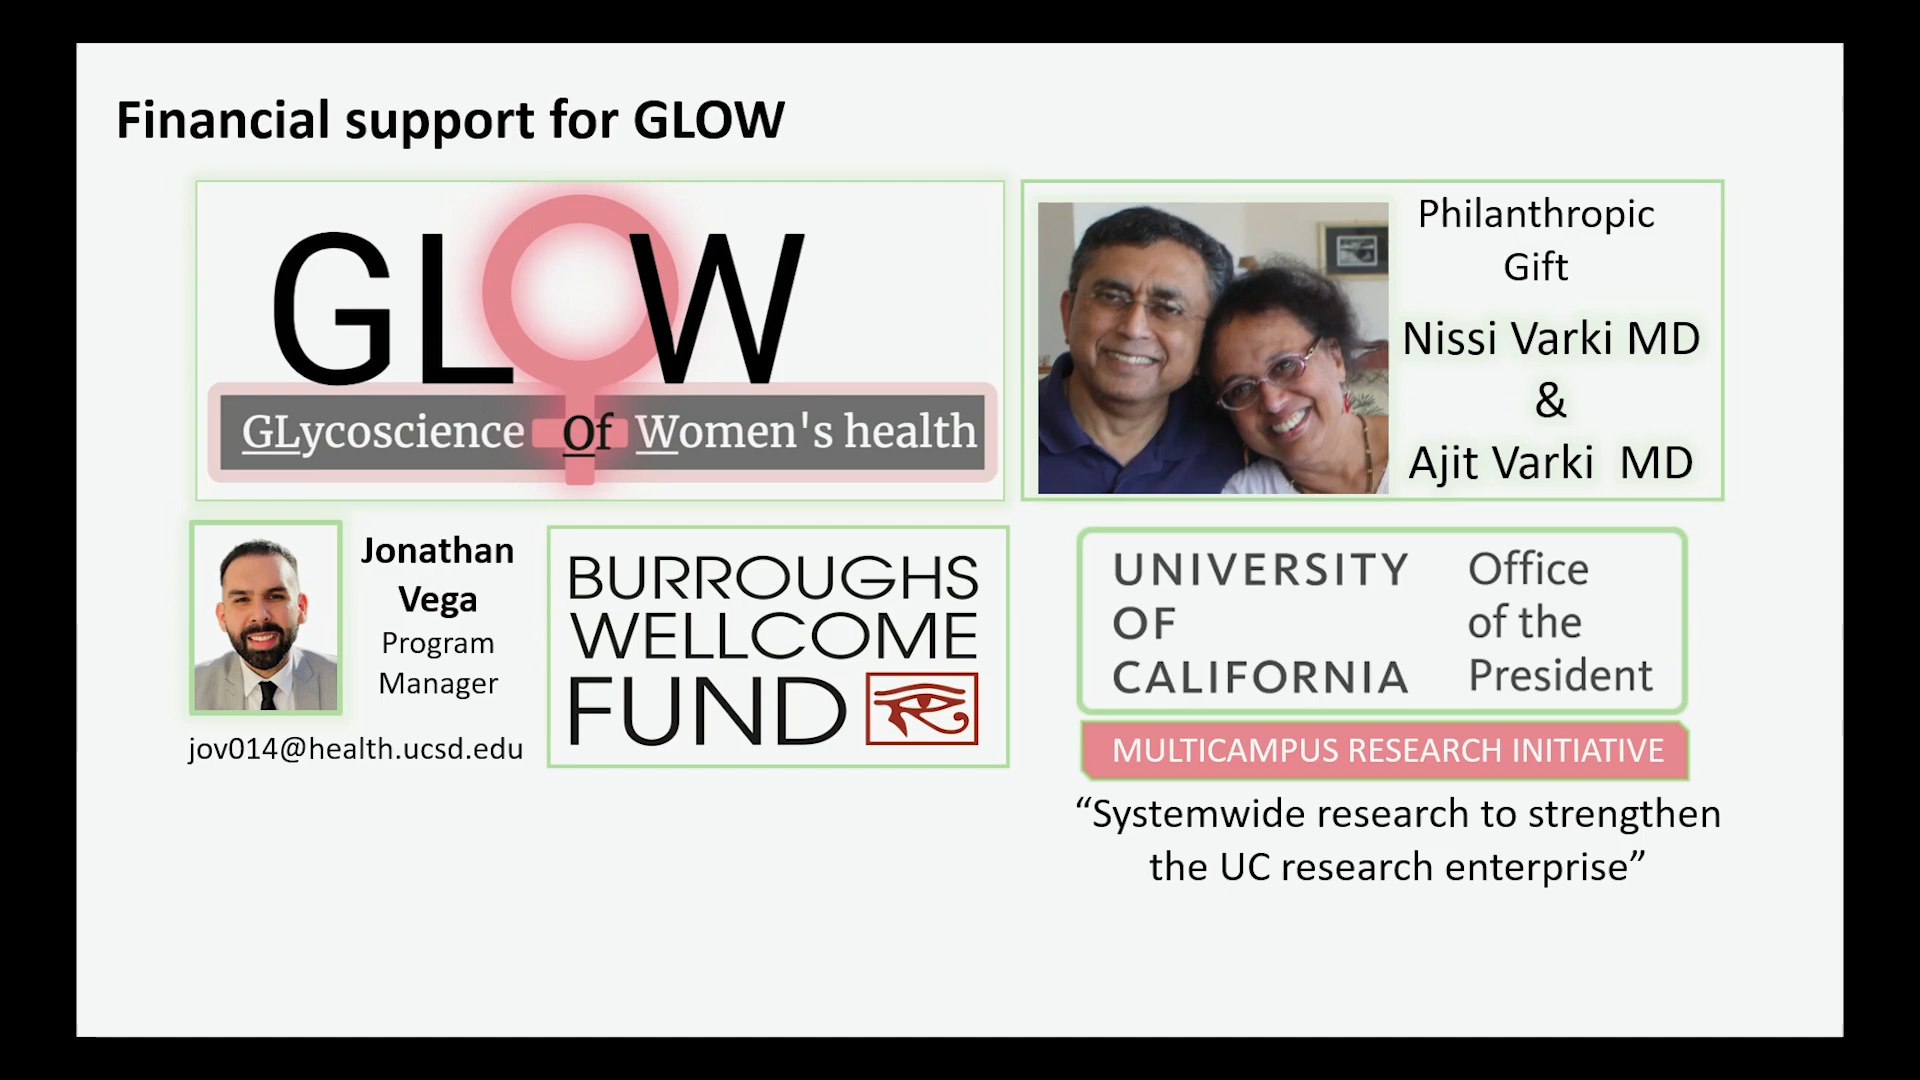 Financial support for GLOW
GLOW
GLycoscience Of Women's health
Philanthropic
Gift
Nissi Varki MD
&
Ajit Varki MD
Jonathan
Vega
Program
Manager
jov014@health.ucsd.edu
BURROUGHS
WELLCOME
FUND
UNIVERSITY
OF
CALIFORNIA
Office
of the
President
MULTICAMPUS RESEARCH INITIATIVE
“Systemwide research to strengthen
the UC research enterprise”